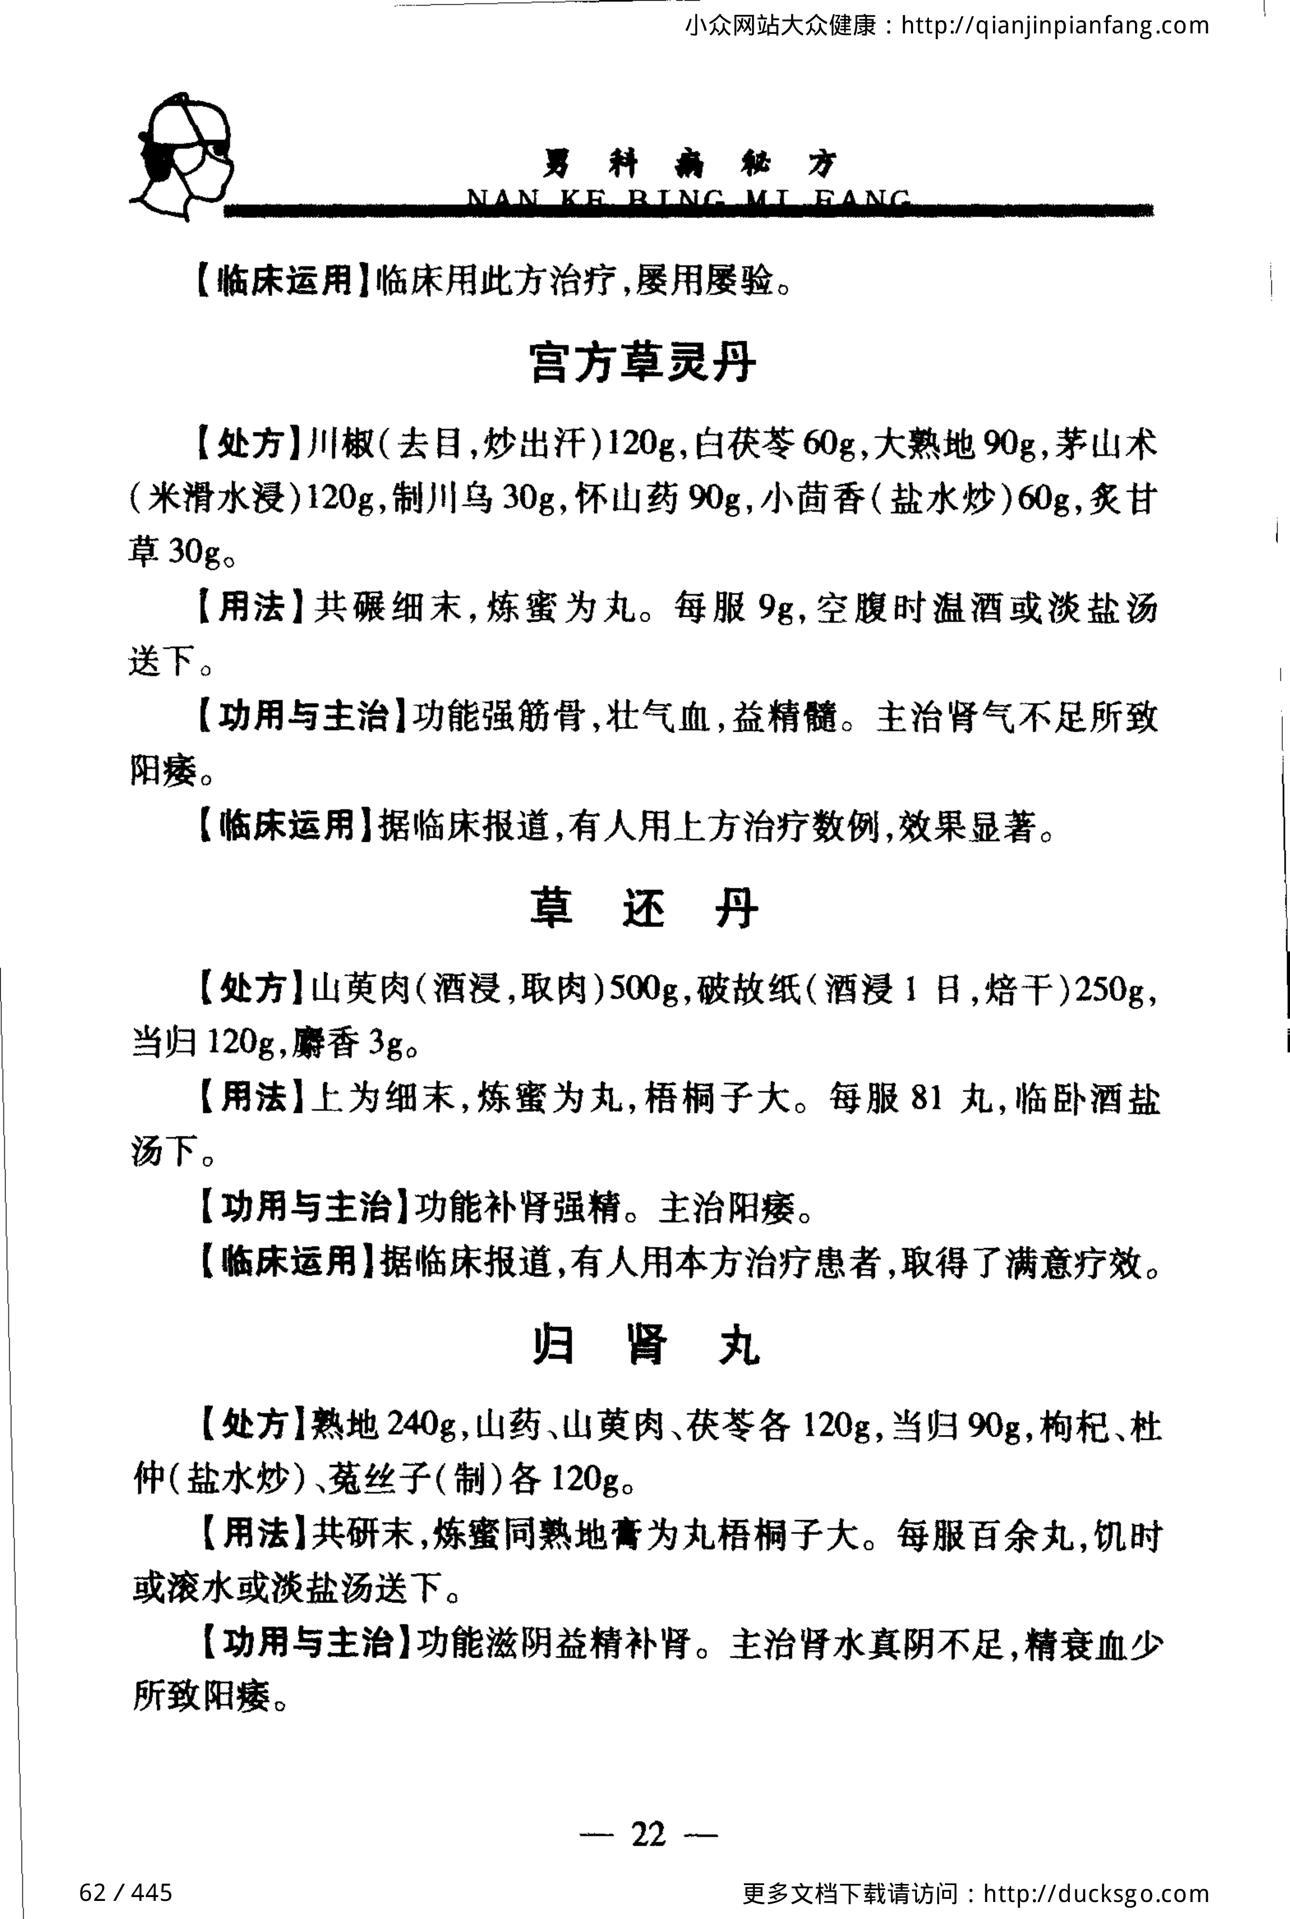 小众网站大众健康：http://qianjinpianfang.com
男科病秘方
NAN KE BING MI FANG
【临床运用】临床用此方治疗,屡用屡验。
宫方草灵丹
【处方】川椒(去目,炒出汗)120g,白茯苓60g,大熟地90g,茅山术
(米滑水浸)120g,制川乌30g,怀山药90g,小茴香(盐水炒)60g,炙甘
草30g。
【用法】共碾细末,炼蜜为丸。每服9g,空腹时温酒或淡盐汤
送下。
【功用与主治】功能强筋骨,壮气血,益精髓。主治肾气不足所致
阳痿。
【临床运用】据临床报道,有人用上方治疗数例,效果显著。
草还丹
【处方】山萸肉(酒浸,取肉)500g,破故纸(酒浸1日,焙干)250g,
当归120g,麝香3g。
【用法】上为细末,炼蜜为丸,梧桐子大。每服81丸,临卧酒盐
汤下。
【功用与主治】功能补肾强精。主治阳痿。
【临床运用】据临床报道,有人用本方治疗患者,取得了满意疗效。
归肾丸
【处方】熟地240g,山药、山萸肉、茯苓各120g,当归90g,枸杞、杜
仲(盐水炒)、菟丝子(制)各120g。
【用法】共研末,炼蜜同熟地膏为丸梧桐子大。每服百余丸,饥时
或滚水或淡盐汤送下。
【功用与主治】功能滋阴益精补肾。主治肾水真阴不足,精衰血少
所致阳痿。
— 22 —
62 / 445
更多文档下载请访问：http://ducksgo.com